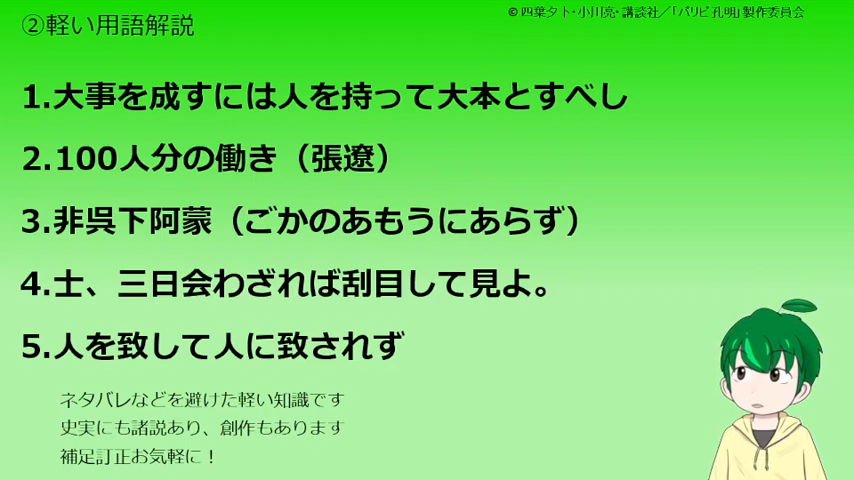 ②軽い用語解説
© 四葉夕ト・小川亮・講談社／「パリピ孔明」製作委員会
1.大事を成すには人を持って大本とすべし
2.100人分の働き（張遼）
3.非呉下阿蒙（ごかのあもうにあらず）
4.士、三日会わざれば刮目して見よ。
5.人を致して人に致されず
ネタバレなどを避けた軽い知識です
史実にも諸説あり、創作もあります
補足訂正お気軽に！